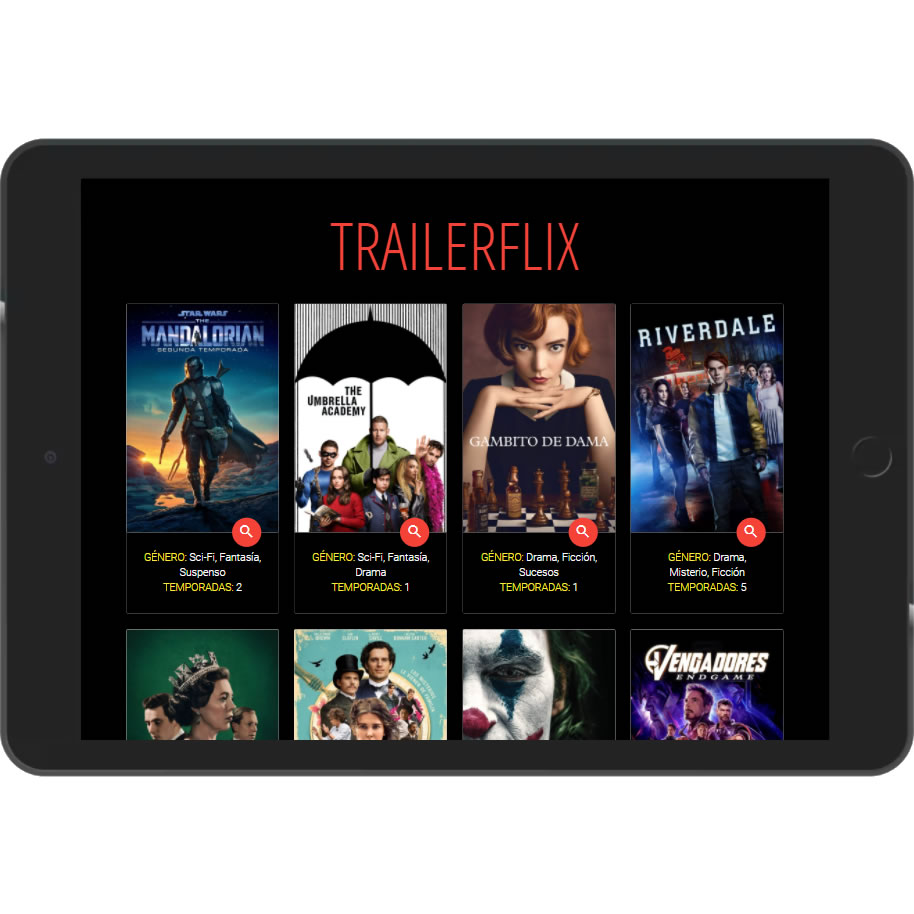 TRAILERFLIX
STAR WARS
THE
MANDALORIAN
SEGUNDA TEMPORADA
THE
UMBRELLA
ACADEMY
GAMBITO DE DAMA
RIVERDALE
GÉNERO: Sci-Fi, Fantasía,
Suspenso
TEMPORADAS: 2
GÉNERO: Sci-Fi, Fantasía,
Drama
TEMPORADAS: 1
GÉNERO: Drama, Ficción,
Sucesos
TEMPORADAS: 1
GÉNERO: Drama,
Misterio, Ficción
TEMPORADAS: 5
VENGADORES
ENDGAME